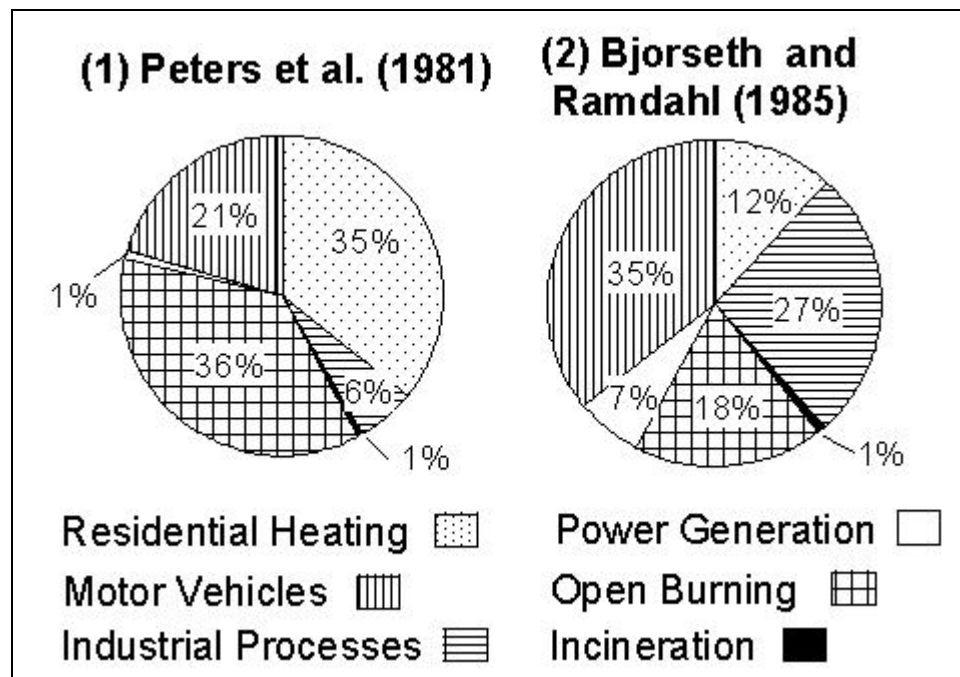 (1) Peters et al. (1981)
(2) Bjorseth and
Ramdahl (1985)
21%
35%
1%
36%
6%
1%
12%
35%
27%
7%
18%
1%
Residential Heating
Power Generation
Motor Vehicles
Open Burning
Industrial Processes
Incineration